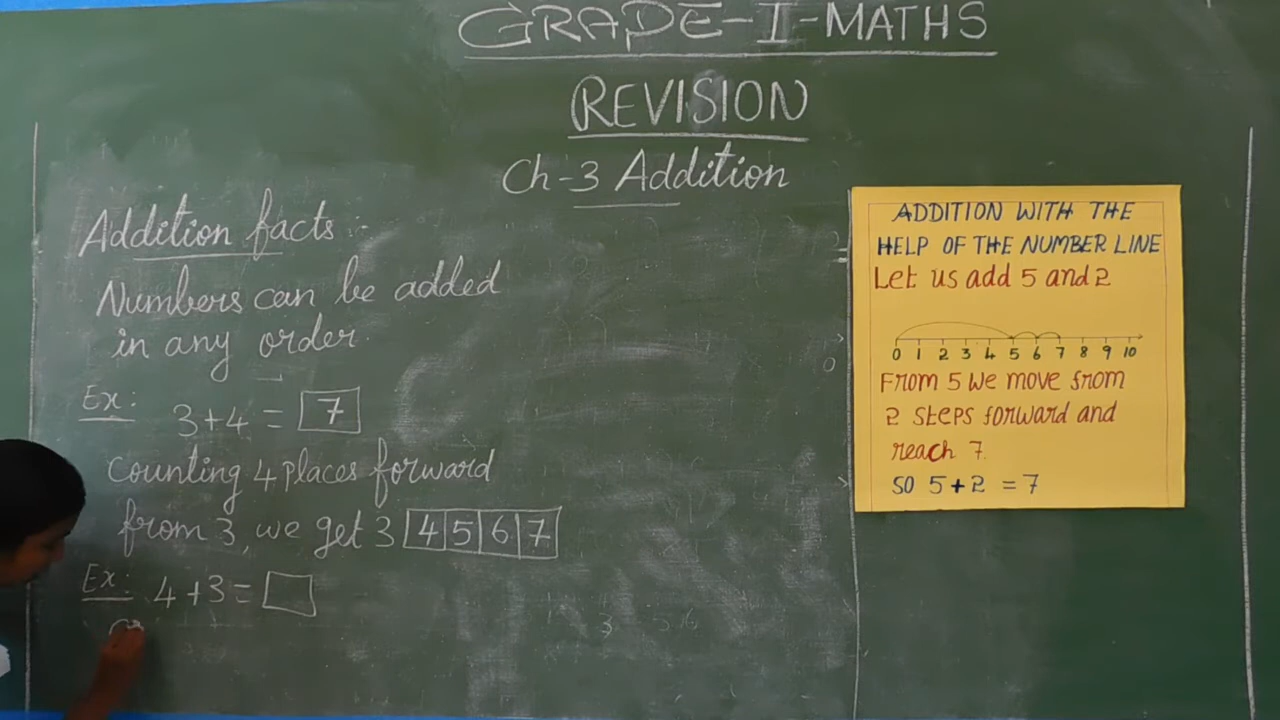 GRADE-I-MATHS
REVISION
Ch-3 Addition
Addition facts:-
Numbers can be added
in any order.
Ex: 3+4 = 7
Counting 4 places forward
from 3, we get 3 4 5 6 7
Ex: 4+3=
ADDITION WITH THE
HELP OF THE NUMBER LINE
Let us add 5 and 2
0 1 2 3 4 5 6 7 8 9 10
From 5 We move from
2 steps forward and
reach 7.
SO 5+2 =7